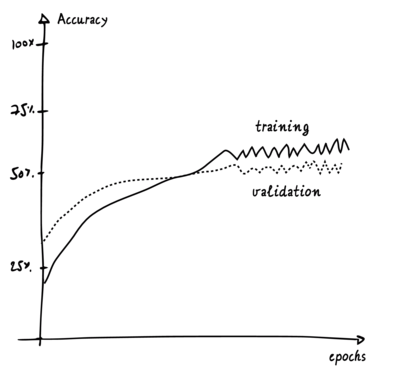 Accuracy
100%
75%
training
50%
validation
25%
epochs